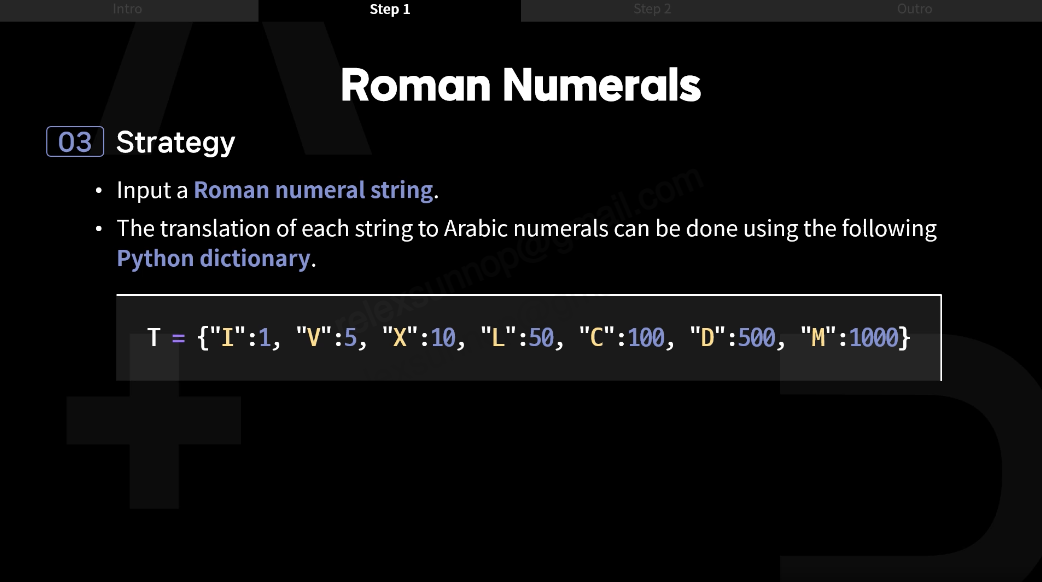 Intro
Step 1
Step 2
Outro
Roman Numerals
03 Strategy
• Input a Roman numeral string.
• The translation of each string to Arabic numerals can be done using the following
Python dictionary.
relexsunnop@gmail.com
T = {"I":1, "V":5, "X":10, "L":50, "C":100, "D":500, "M":1000}